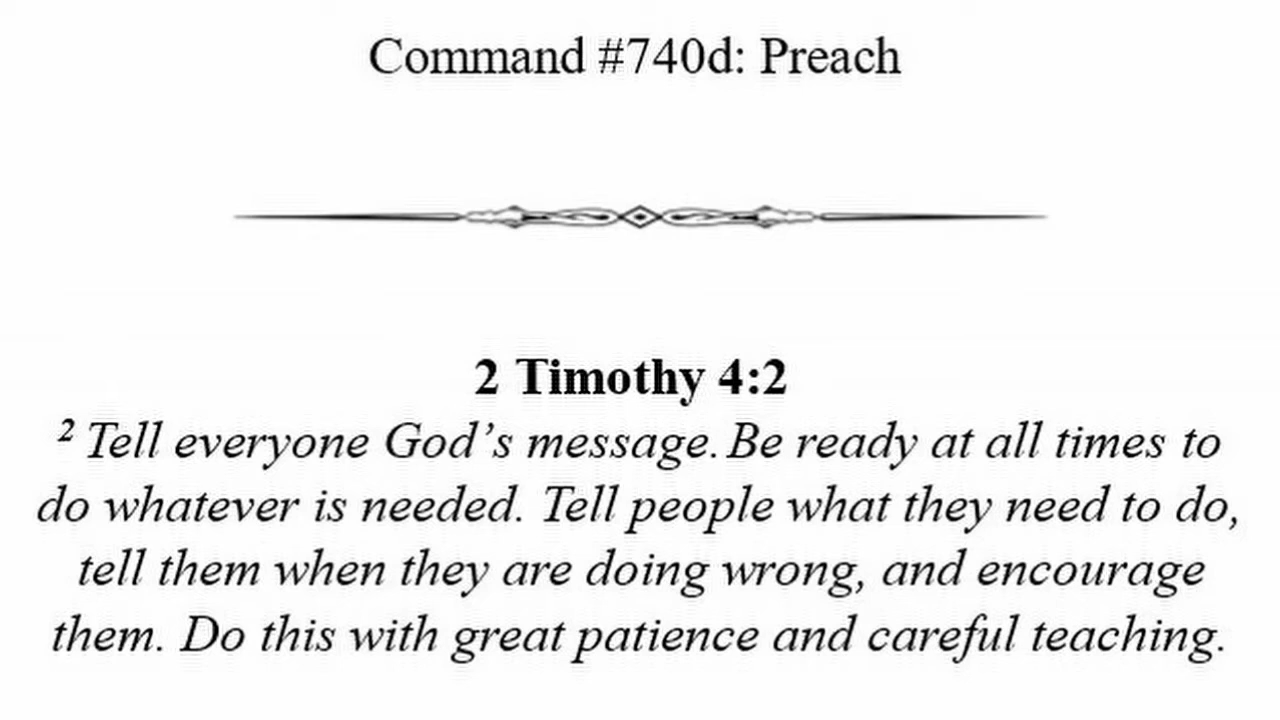 Command #740d: Preach
2 Timothy 4:2
² Tell everyone God’s message. Be ready at all times to
do whatever is needed. Tell people what they need to do,
tell them when they are doing wrong, and encourage
them. Do this with great patience and careful teaching.